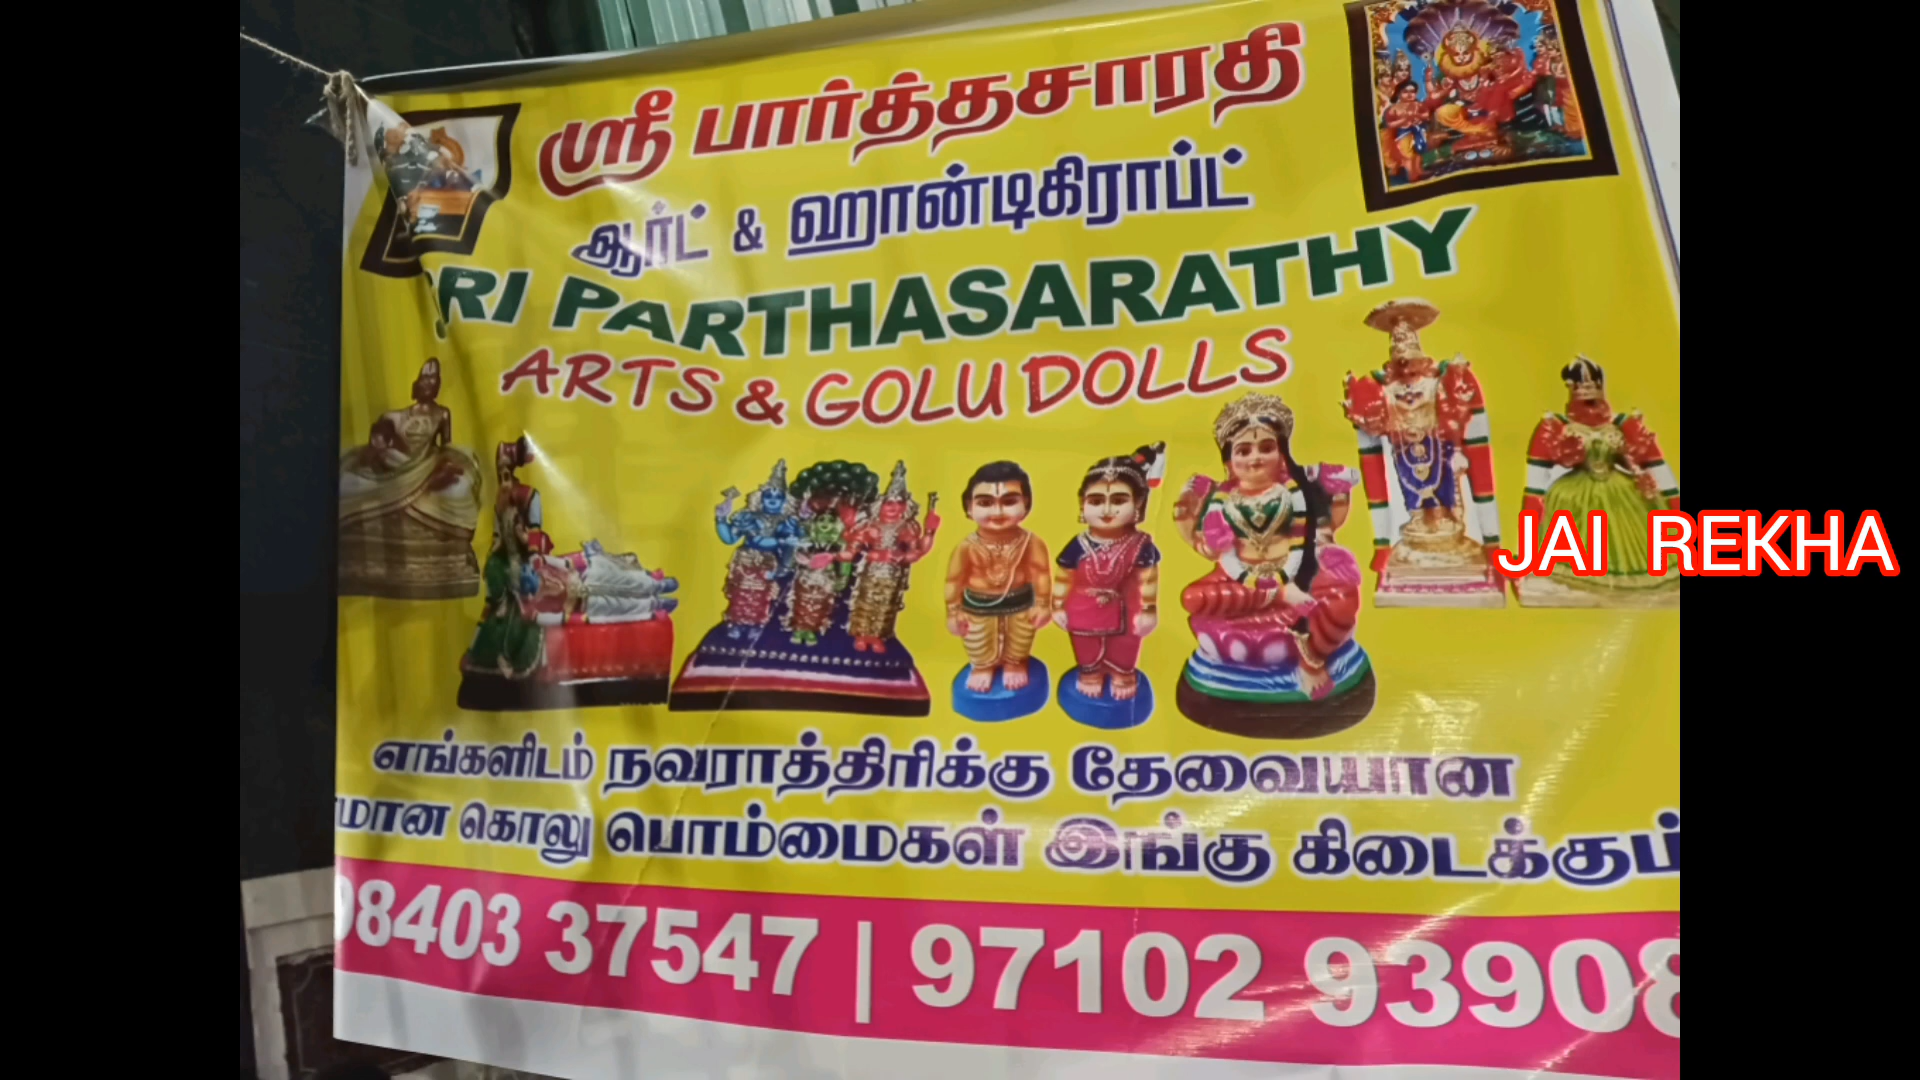 ஸ்ரீ பார்த்தசாரதி
ஆர்ட் & ஹாண்டிகிராப்ட்
SRI PARTHASARATHY
ARTS & GOLU DOLLS
JAI REKHA
எங்களிடம் நவராத்திரிக்கு தேவையான
கொலு பொம்மைகள் இங்கு கிடைக்கும்
98403 37547 | 97102 93908